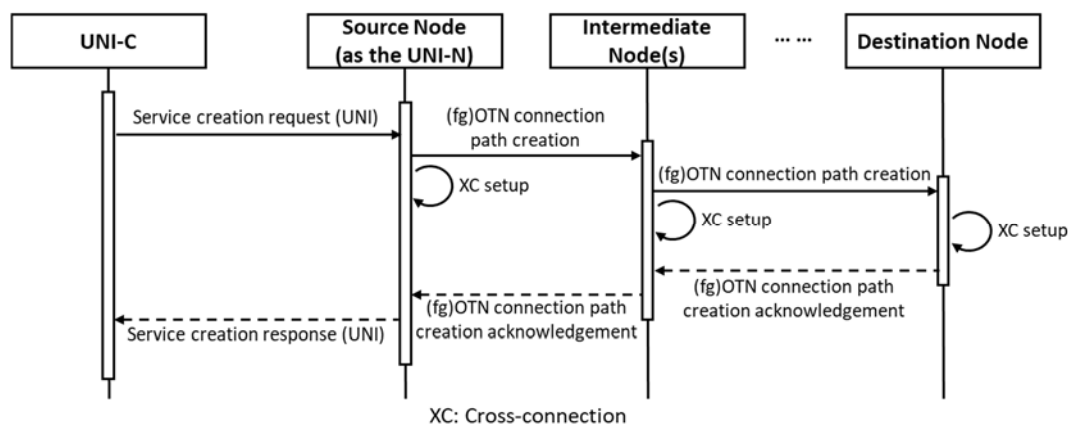 UNI-C
Source Node
(as the UNI-N)
Intermediate
Node(s)
... ...
Destination Node
Service creation request (UNI)
(fg)OTN connection
path creation
XC setup
(fg)OTN connection path creation
XC setup
XC setup
(fg)OTN connection path
creation acknowledgement
(fg)OTN connection path
creation acknowledgement
Service creation response (UNI)
XC: Cross-connection